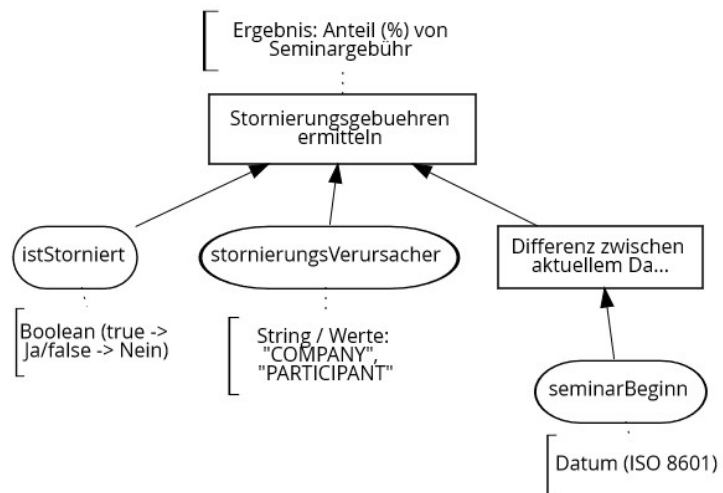 Ergebnis: Anteil (%) von
Seminargebühr
Stornierungsgebuehren
ermitteln
istStorniert
stornierungsVerursacher
Differenz zwischen
aktuellem Da...
Boolean (true ->
Ja/false -> Nein)
String / Werte:
"COMPANY",
"PARTICIPANT"
seminarBeginn
Datum (ISO 8601)